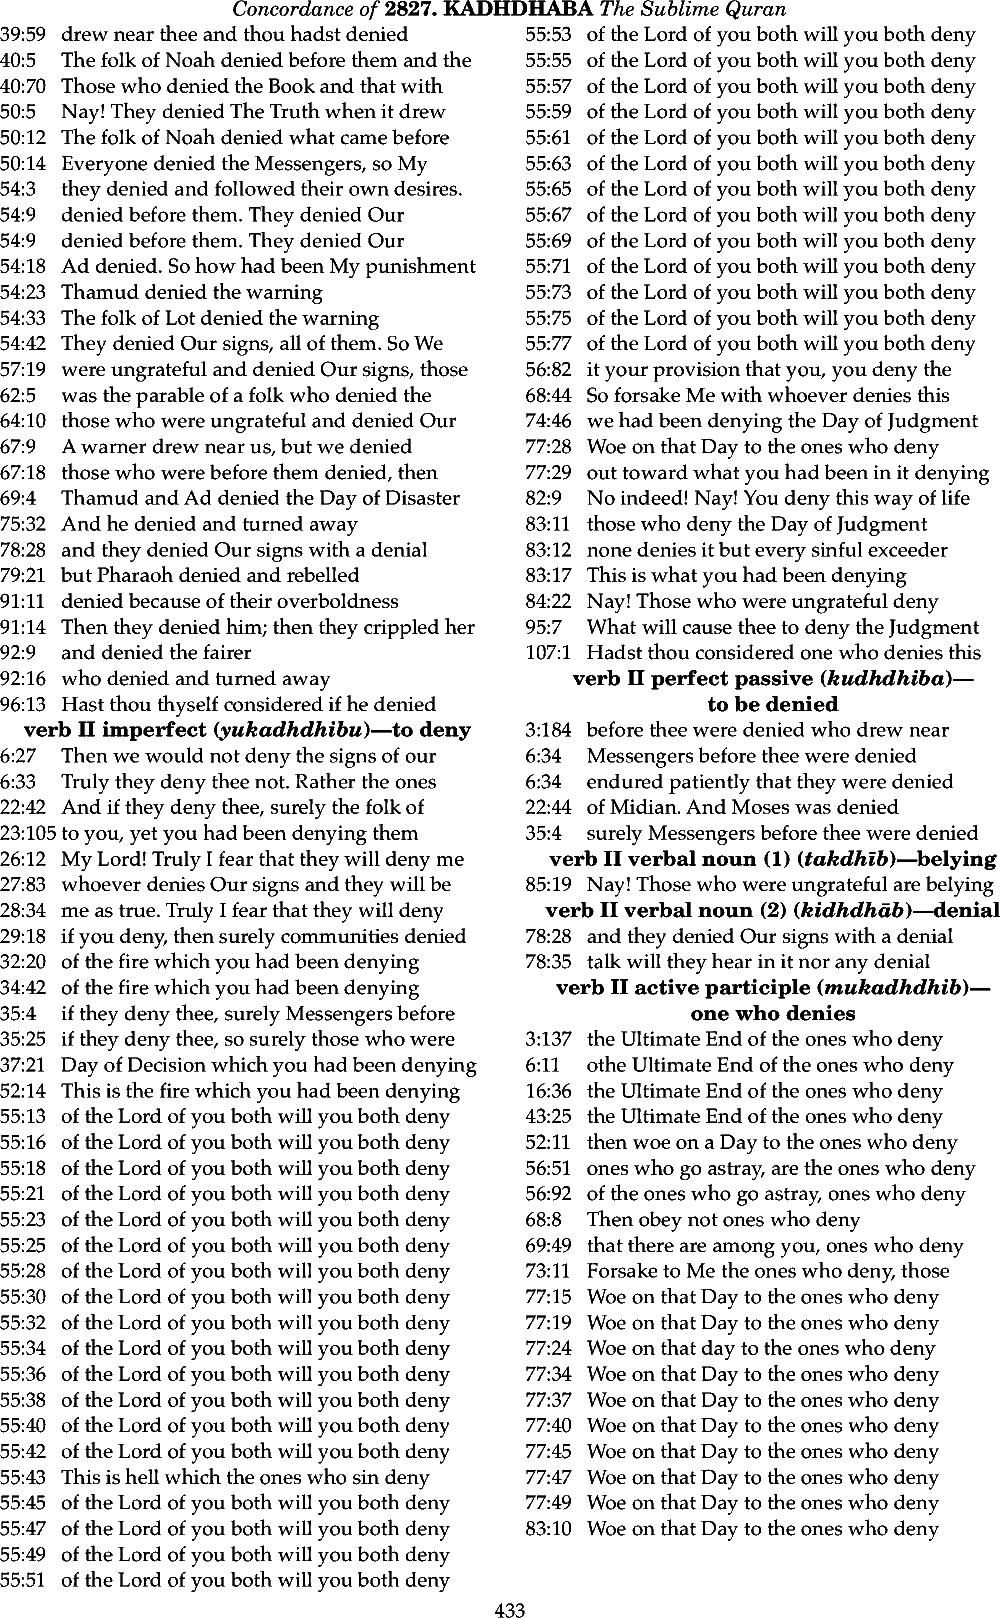 Concordance of 2827. KADHDHABA The Sublime Quran
39:59 drew near thee and thou hadst denied
40:5 The folk of Noah denied before them and the
40:70 Those who denied the Book and that with
50:5 Nay! They denied The Truth when it drew
50:12 The folk of Noah denied what came before
50:14 Everyone denied the Messengers, so My
54:3 they denied and followed their own desires.
54:9 denied before them. They denied Our
54:9 denied before them. They denied Our
54:18 Ad denied. So how had been My punishment
54:23 Thamud denied the warning
54:33 The folk of Lot denied the warning
54:42 They denied Our signs, all of them. So We
57:19 were ungrateful and denied Our signs, those
62:5 was the parable of a folk who denied the
64:10 those who were ungrateful and denied Our
67:9 A warner drew near us, but we denied
67:18 those who were before them denied, then
69:4 Thamud and Ad denied the Day of Disaster
75:32 And he denied and turned away
78:28 and they denied Our signs with a denial
79:21 but Pharaoh denied and rebelled
91:11 denied because of their overboldness
91:14 Then they denied him; then they crippled her
92:9 and denied the fairer
92:16 who denied and turned away
96:13 Hast thou thyself considered if he denied
verb II imperfect (yukadhdhibu)—to deny
6:27 Then we would not deny the signs of our
6:33 Truly they deny thee not. Rather the ones
22:42 And if they deny thee, surely the folk of
23:105 to you, yet you had been denying them
26:12 My Lord! Truly I fear that they will deny me
27:83 whoever denies Our signs and they will be
28:34 me as true. Truly I fear that they will deny
29:18 if you deny, then surely communities denied
32:20 of the fire which you had been denying
34:42 of the fire which you had been denying
35:4 if they deny thee, surely Messengers before
35:25 if they deny thee, so surely those who were
37:21 Day of Decision which you had been denying
52:14 This is the fire which you had been denying
55:13 of the Lord of you both will you both deny
55:16 of the Lord of you both will you both deny
55:18 of the Lord of you both will you both deny
55:21 of the Lord of you both will you both deny
55:23 of the Lord of you both will you both deny
55:25 of the Lord of you both will you both deny
55:28 of the Lord of you both will you both deny
55:30 of the Lord of you both will you both deny
55:32 of the Lord of you both will you both deny
55:34 of the Lord of you both will you both deny
55:36 of the Lord of you both will you both deny
55:38 of the Lord of you both will you both deny
55:40 of the Lord of you both will you both deny
55:42 of the Lord of you both will you both deny
55:43 This is hell which the ones who sin deny
55:45 of the Lord of you both will you both deny
55:47 of the Lord of you both will you both deny
55:49 of the Lord of you both will you both deny
55:51 of the Lord of you both will you both deny
55:53 of the Lord of you both will you both deny
55:55 of the Lord of you both will you both deny
55:57 of the Lord of you both will you both deny
55:59 of the Lord of you both will you both deny
55:61 of the Lord of you both will you both deny
55:63 of the Lord of you both will you both deny
55:65 of the Lord of you both will you both deny
55:67 of the Lord of you both will you both deny
55:69 of the Lord of you both will you both deny
55:71 of the Lord of you both will you both deny
55:73 of the Lord of you both will you both deny
55:75 of the Lord of you both will you both deny
55:77 of the Lord of you both will you both deny
56:82 it your provision that you, you deny the
68:44 So forsake Me with whoever denies this
74:46 we had been denying the Day of Judgment
77:28 Woe on that Day to the ones who deny
77:29 out toward what you had been in it denying
82:9 No indeed! Nay! You deny this way of life
83:11 those who deny the Day of Judgment
83:12 none denies it but every sinful exceeder
83:17 This is what you had been denying
84:22 Nay! Those who were ungrateful deny
95:7 What will cause thee to deny the Judgment
107:1 Hadst thou considered one who denies this
verb II perfect passive (kudhdhiba)—
to be denied
3:184 before thee were denied who drew near
6:34 Messengers before thee were denied
6:34 endured patiently that they were denied
22:44 of Midian. And Moses was denied
35:4 surely Messengers before thee were denied
verb II verbal noun (1) (takdhīb)—belying
85:19 Nay! Those who were ungrateful are belying
verb II verbal noun (2) (kidhdhāb)—denial
78:28 and they denied Our signs with a denial
78:35 talk will they hear in it nor any denial
verb II active participle (mukadhdhib)—
one who denies
3:137 the Ultimate End of the ones who deny
6:11 othe Ultimate End of the ones who deny
16:36 the Ultimate End of the ones who deny
43:25 the Ultimate End of the ones who deny
52:11 then woe on a Day to the ones who deny
56:51 ones who go astray, are the ones who deny
56:92 of the ones who go astray, ones who deny
68:8 Then obey not ones who deny
69:49 that there are among you, ones who deny
73:11 Forsake to Me the ones who deny, those
77:15 Woe on that Day to the ones who deny
77:19 Woe on that Day to the ones who deny
77:24 Woe on that day to the ones who deny
77:34 Woe on that Day to the ones who deny
77:37 Woe on that Day to the ones who deny
77:40 Woe on that Day to the ones who deny
77:45 Woe on that Day to the ones who deny
77:47 Woe on that Day to the ones who deny
77:49 Woe on that Day to the ones who deny
83:10 Woe on that Day to the ones who deny
433